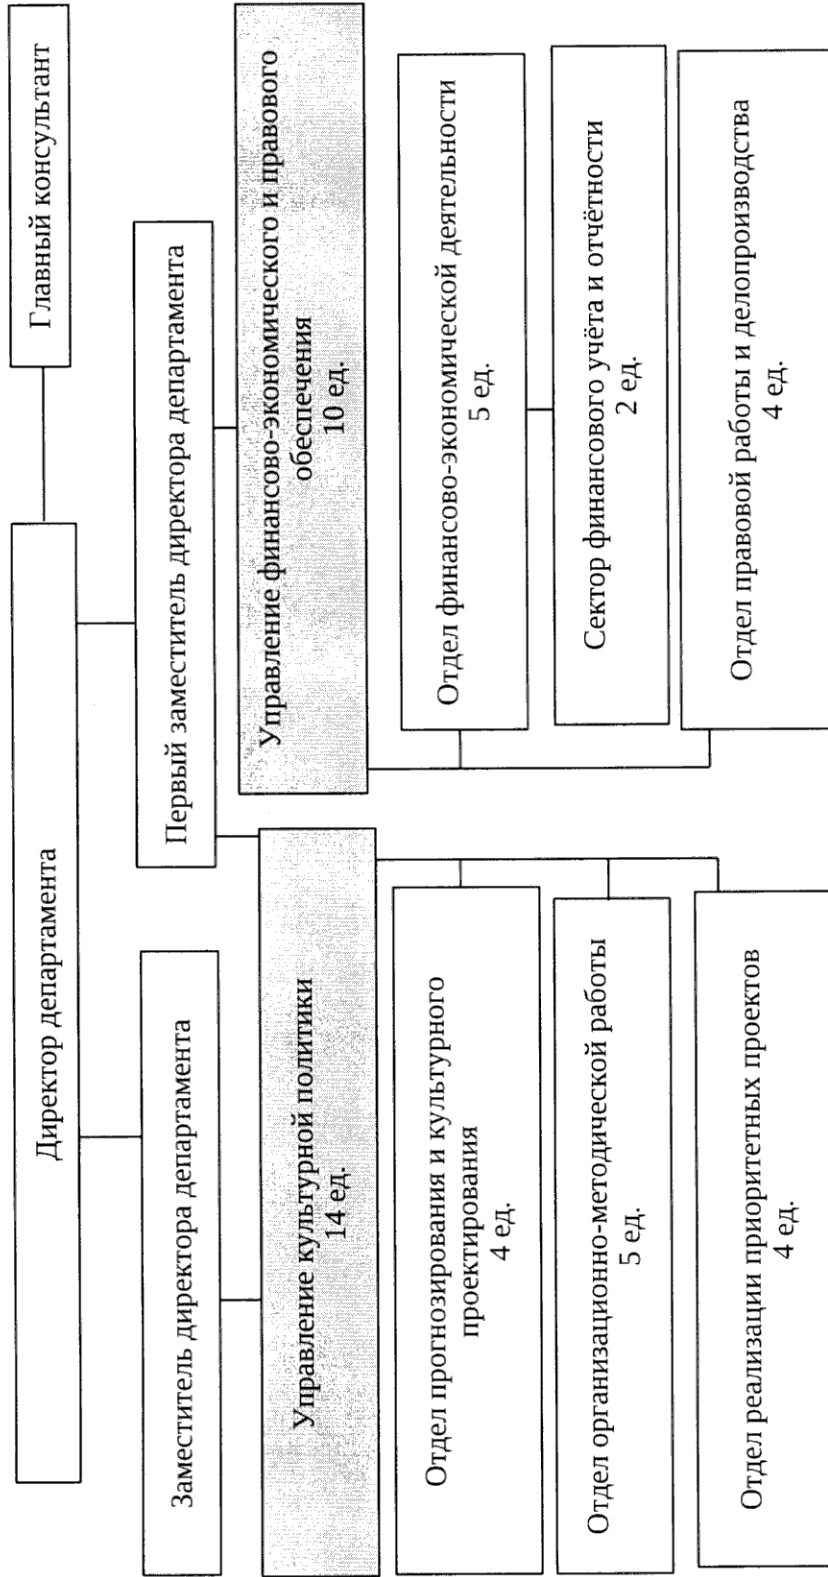 Директор департамента
Главный консультант
Заместитель директора департамента
Первый заместитель директора департамента
Управление культурной политики
14 ед.
Управление финансово-экономического и правового
обеспечения
10 ед.
Отдел прогнозирования и культурного
проектирования
4 ед.
Отдел финансово-экономической деятельности
5 ед.
Отдел организационно-методической работы
5 ед.
Сектор финансового учёта и отчётности
2 ед.
Отдел реализации приоритетных проектов
4 ед.
Отдел правовой работы и делопроизводства
4 ед.